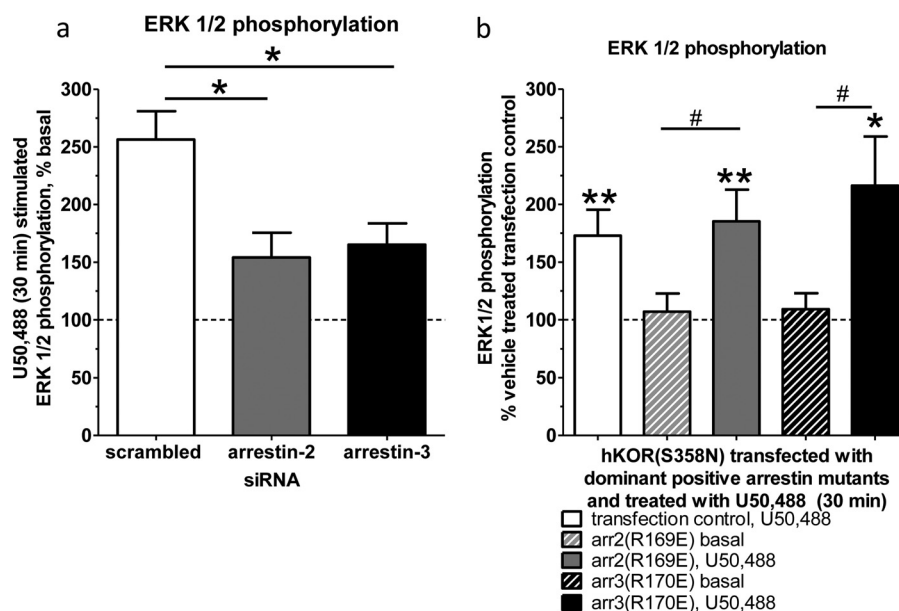 a
ERK 1/2 phosphorylation
U50,488 (30 min) stimulated
ERK 1/2 phosphorylation, % basal
300
250
200
150
100
50
0
*
*
scrambled
arrestin-2
arrestin-3
siRNA
b
ERK 1/2 phosphorylation
ERK1/2 phosphorylation
% vehicle treated transfection control
300
250
200
150
100
50
0
**
#
**
#
*
hKOR(S358N) transfected with
dominant positive arrestin mutants
and treated with U50,488 (30 min)
transfection control, U50,488
arr2(R169E) basal
arr2(R169E), U50,488
arr3(R170E) basal
arr3(R170E), U50,488